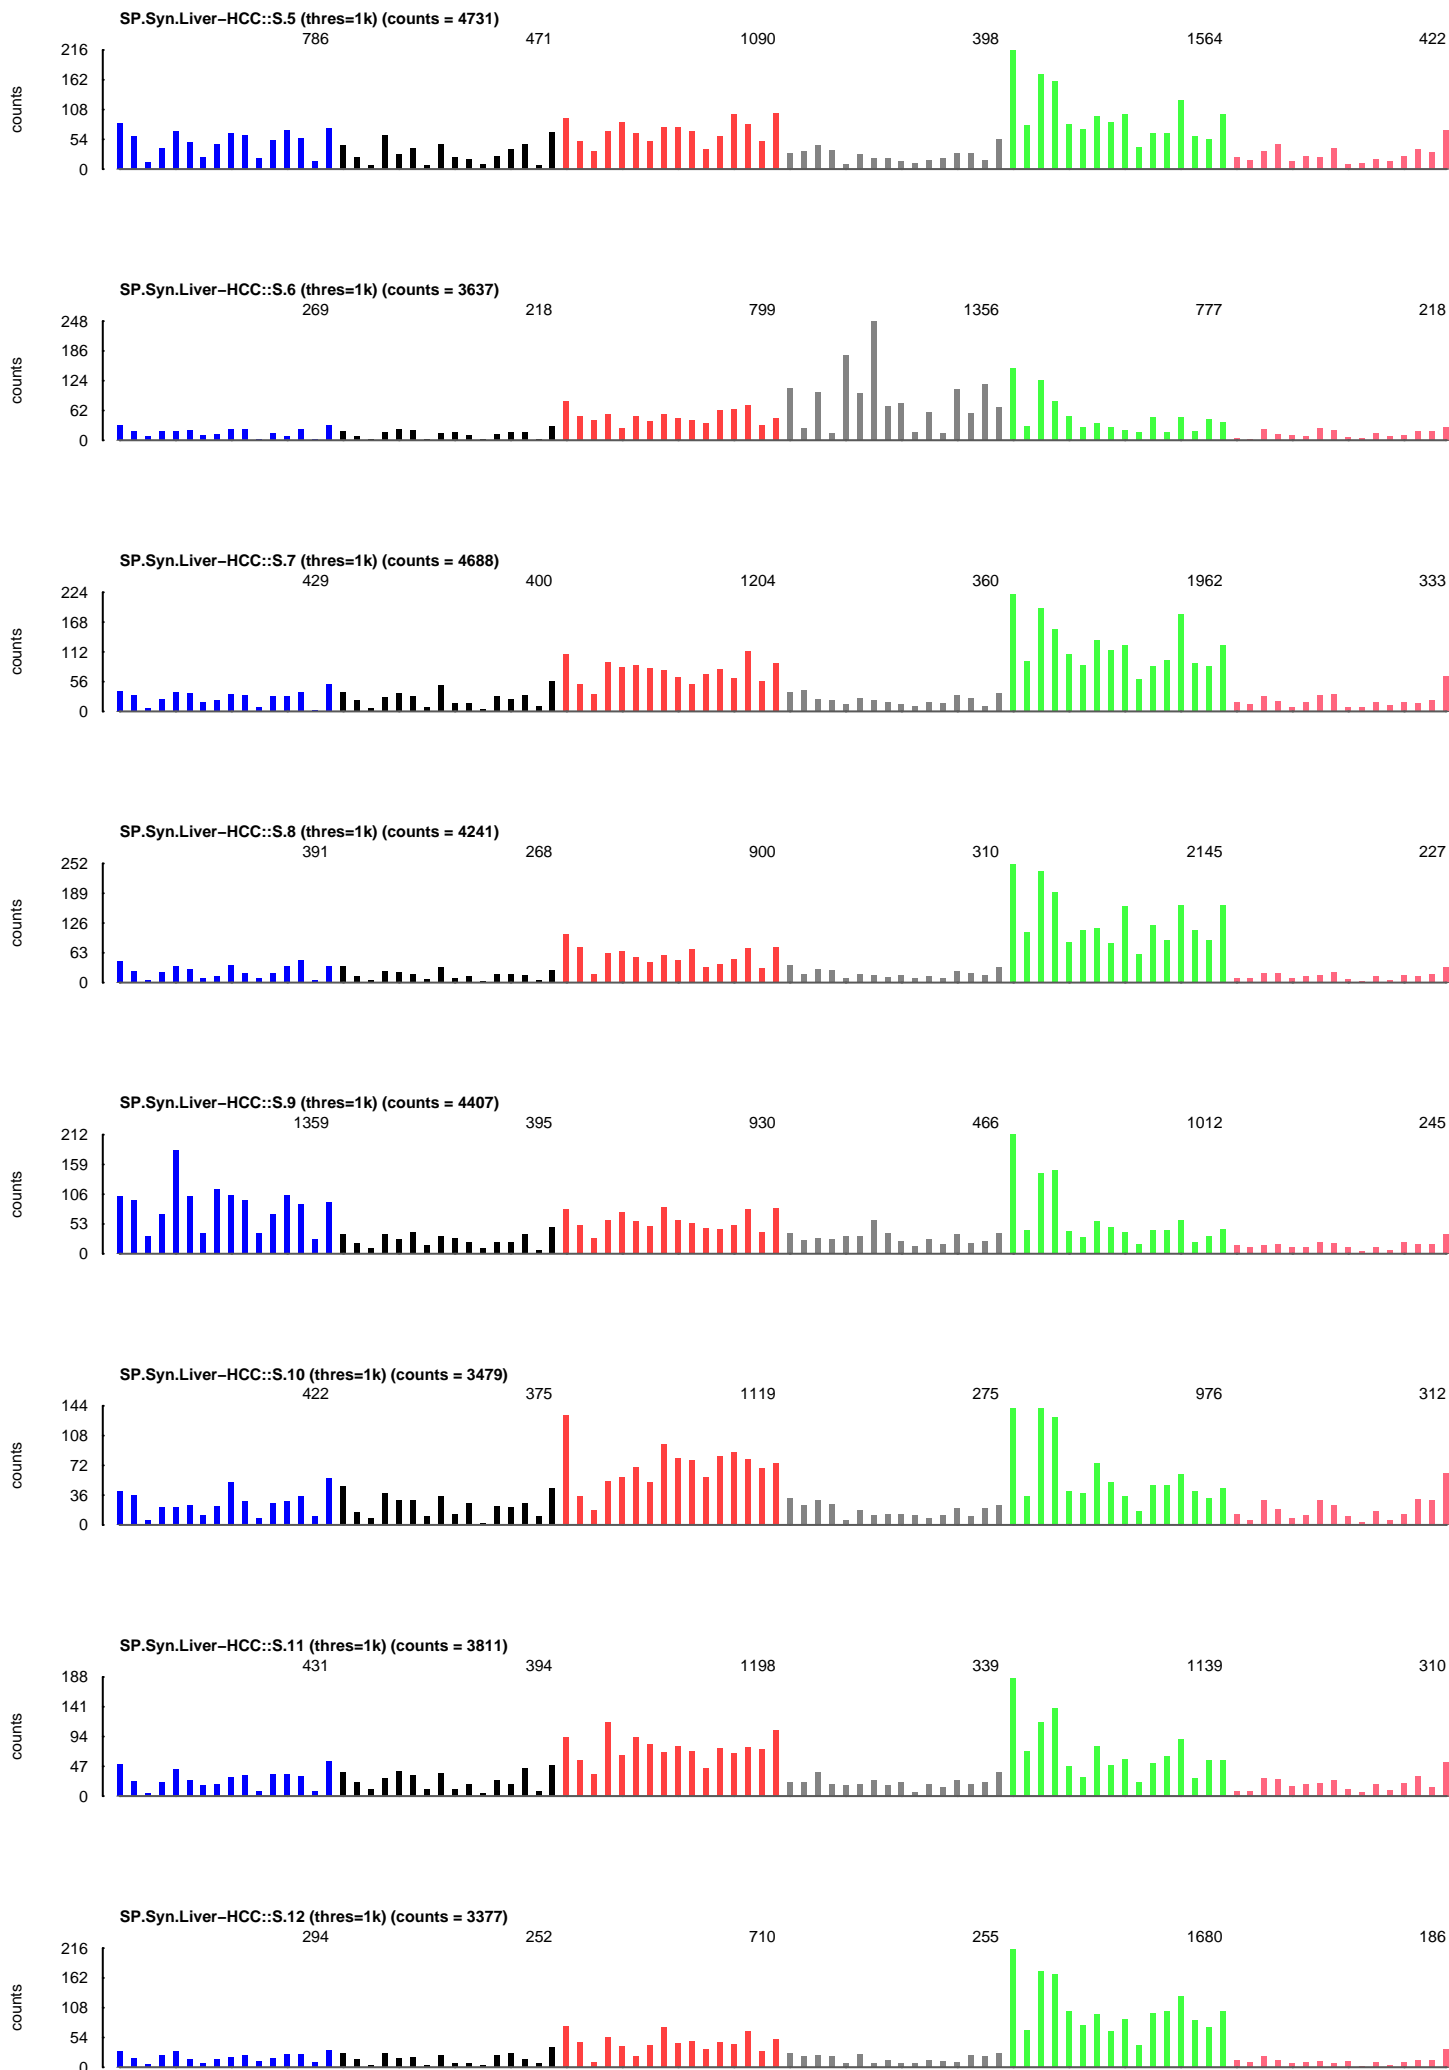 SP.Syn.Liver−HCC::S.5 (thres=1k) (counts = 4731)
786 471 1090 398 1564 422
216
162
108
54
0
counts
SP.Syn.Liver−HCC::S.6 (thres=1k) (counts = 3637)
269 218 799 1356 777 218
248
186
124
62
0
counts
SP.Syn.Liver−HCC::S.7 (thres=1k) (counts = 4688)
429 400 1204 360 1962 333
224
168
112
56
0
counts
SP.Syn.Liver−HCC::S.8 (thres=1k) (counts = 4241)
391 268 900 310 2145 227
252
189
126
63
0
counts
SP.Syn.Liver−HCC::S.9 (thres=1k) (counts = 4407)
1359 395 930 466 1012 245
212
159
106
53
0
counts
SP.Syn.Liver−HCC::S.10 (thres=1k) (counts = 3479)
422 375 1119 275 976 312
144
108
72
36
0
counts
SP.Syn.Liver−HCC::S.11 (thres=1k) (counts = 3811)
431 394 1198 339 1139 310
188
141
94
47
0
counts
SP.Syn.Liver−HCC::S.12 (thres=1k) (counts = 3377)
294 252 710 255 1680 186
216
162
108
54
0
counts